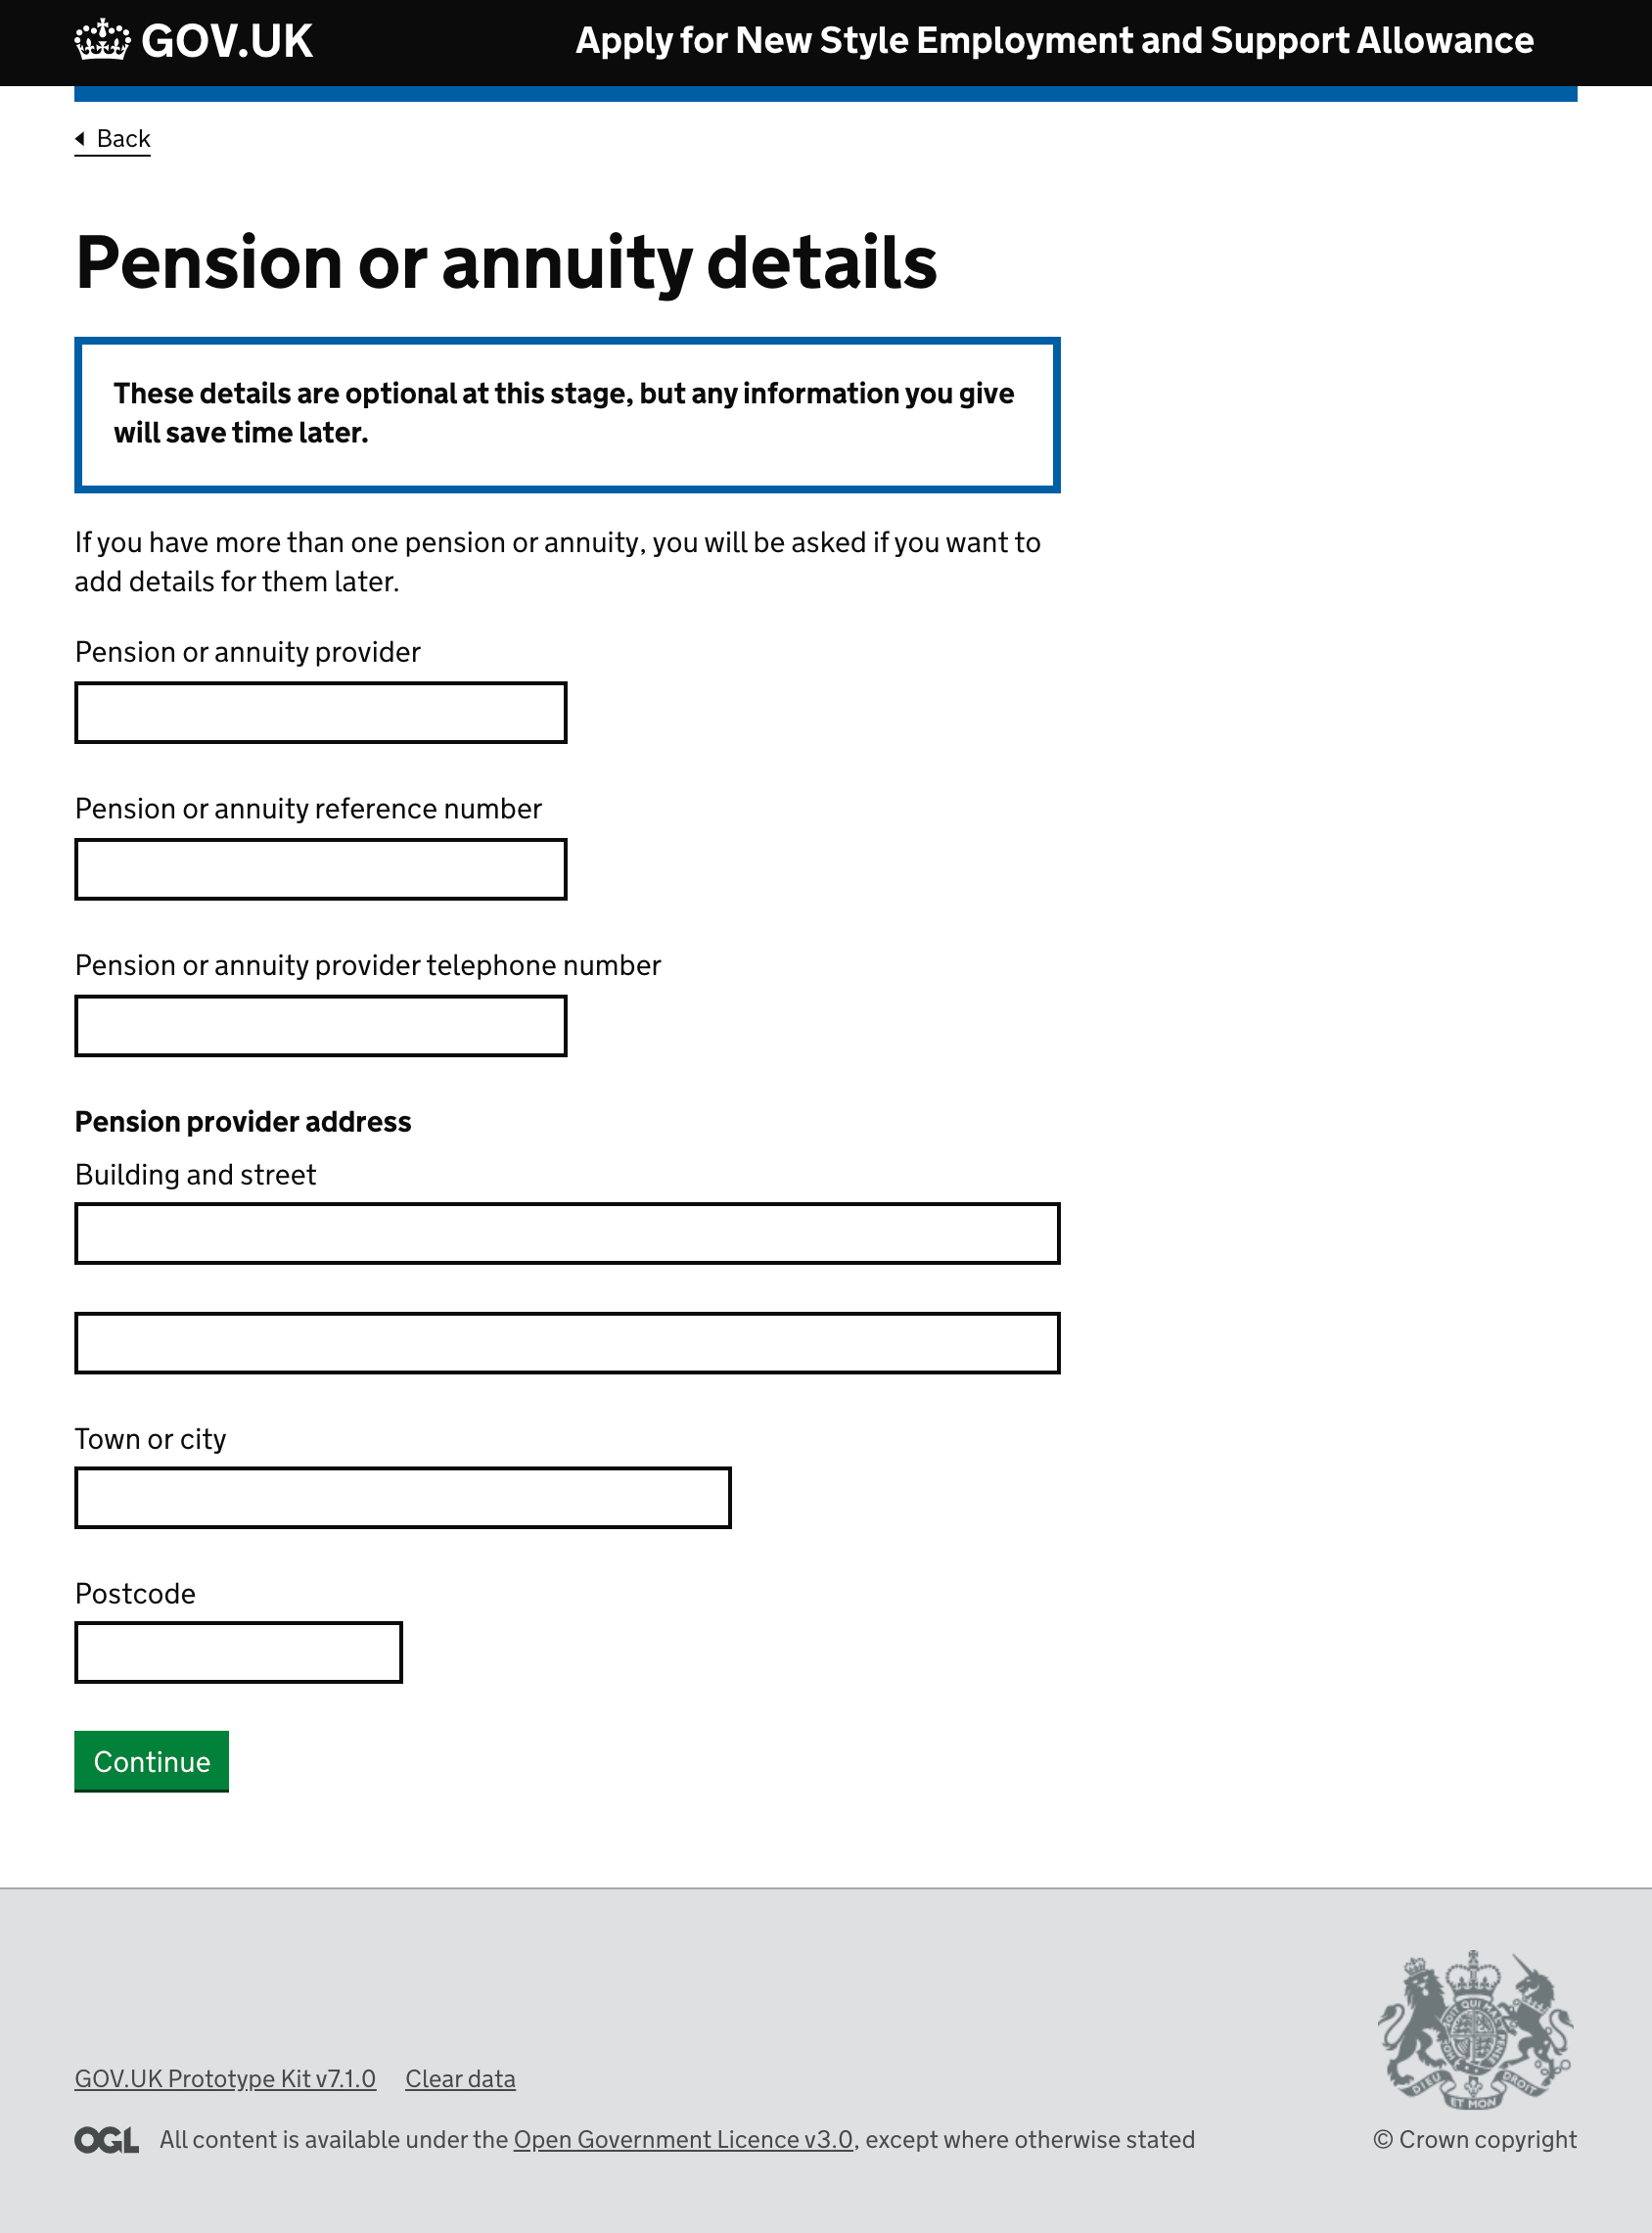 GOV.UK
Apply for New Style Employment and Support Allowance
Back
Pension or annuity details
These details are optional at this stage, but any information you give
will save time later.
If you have more than one pension or annuity, you will be asked if you want to
add details for them later.
Pension or annuity provider
Pension or annuity reference number
Pension or annuity provider telephone number
Pension provider address
Building and street
Town or city
Postcode
Continue
GOV.UK Prototype Kit v7.1.0 Clear data
OGL All content is available under the Open Government Licence v3.0, except where otherwise stated
DIEU ET MON DROIT
© Crown copyright